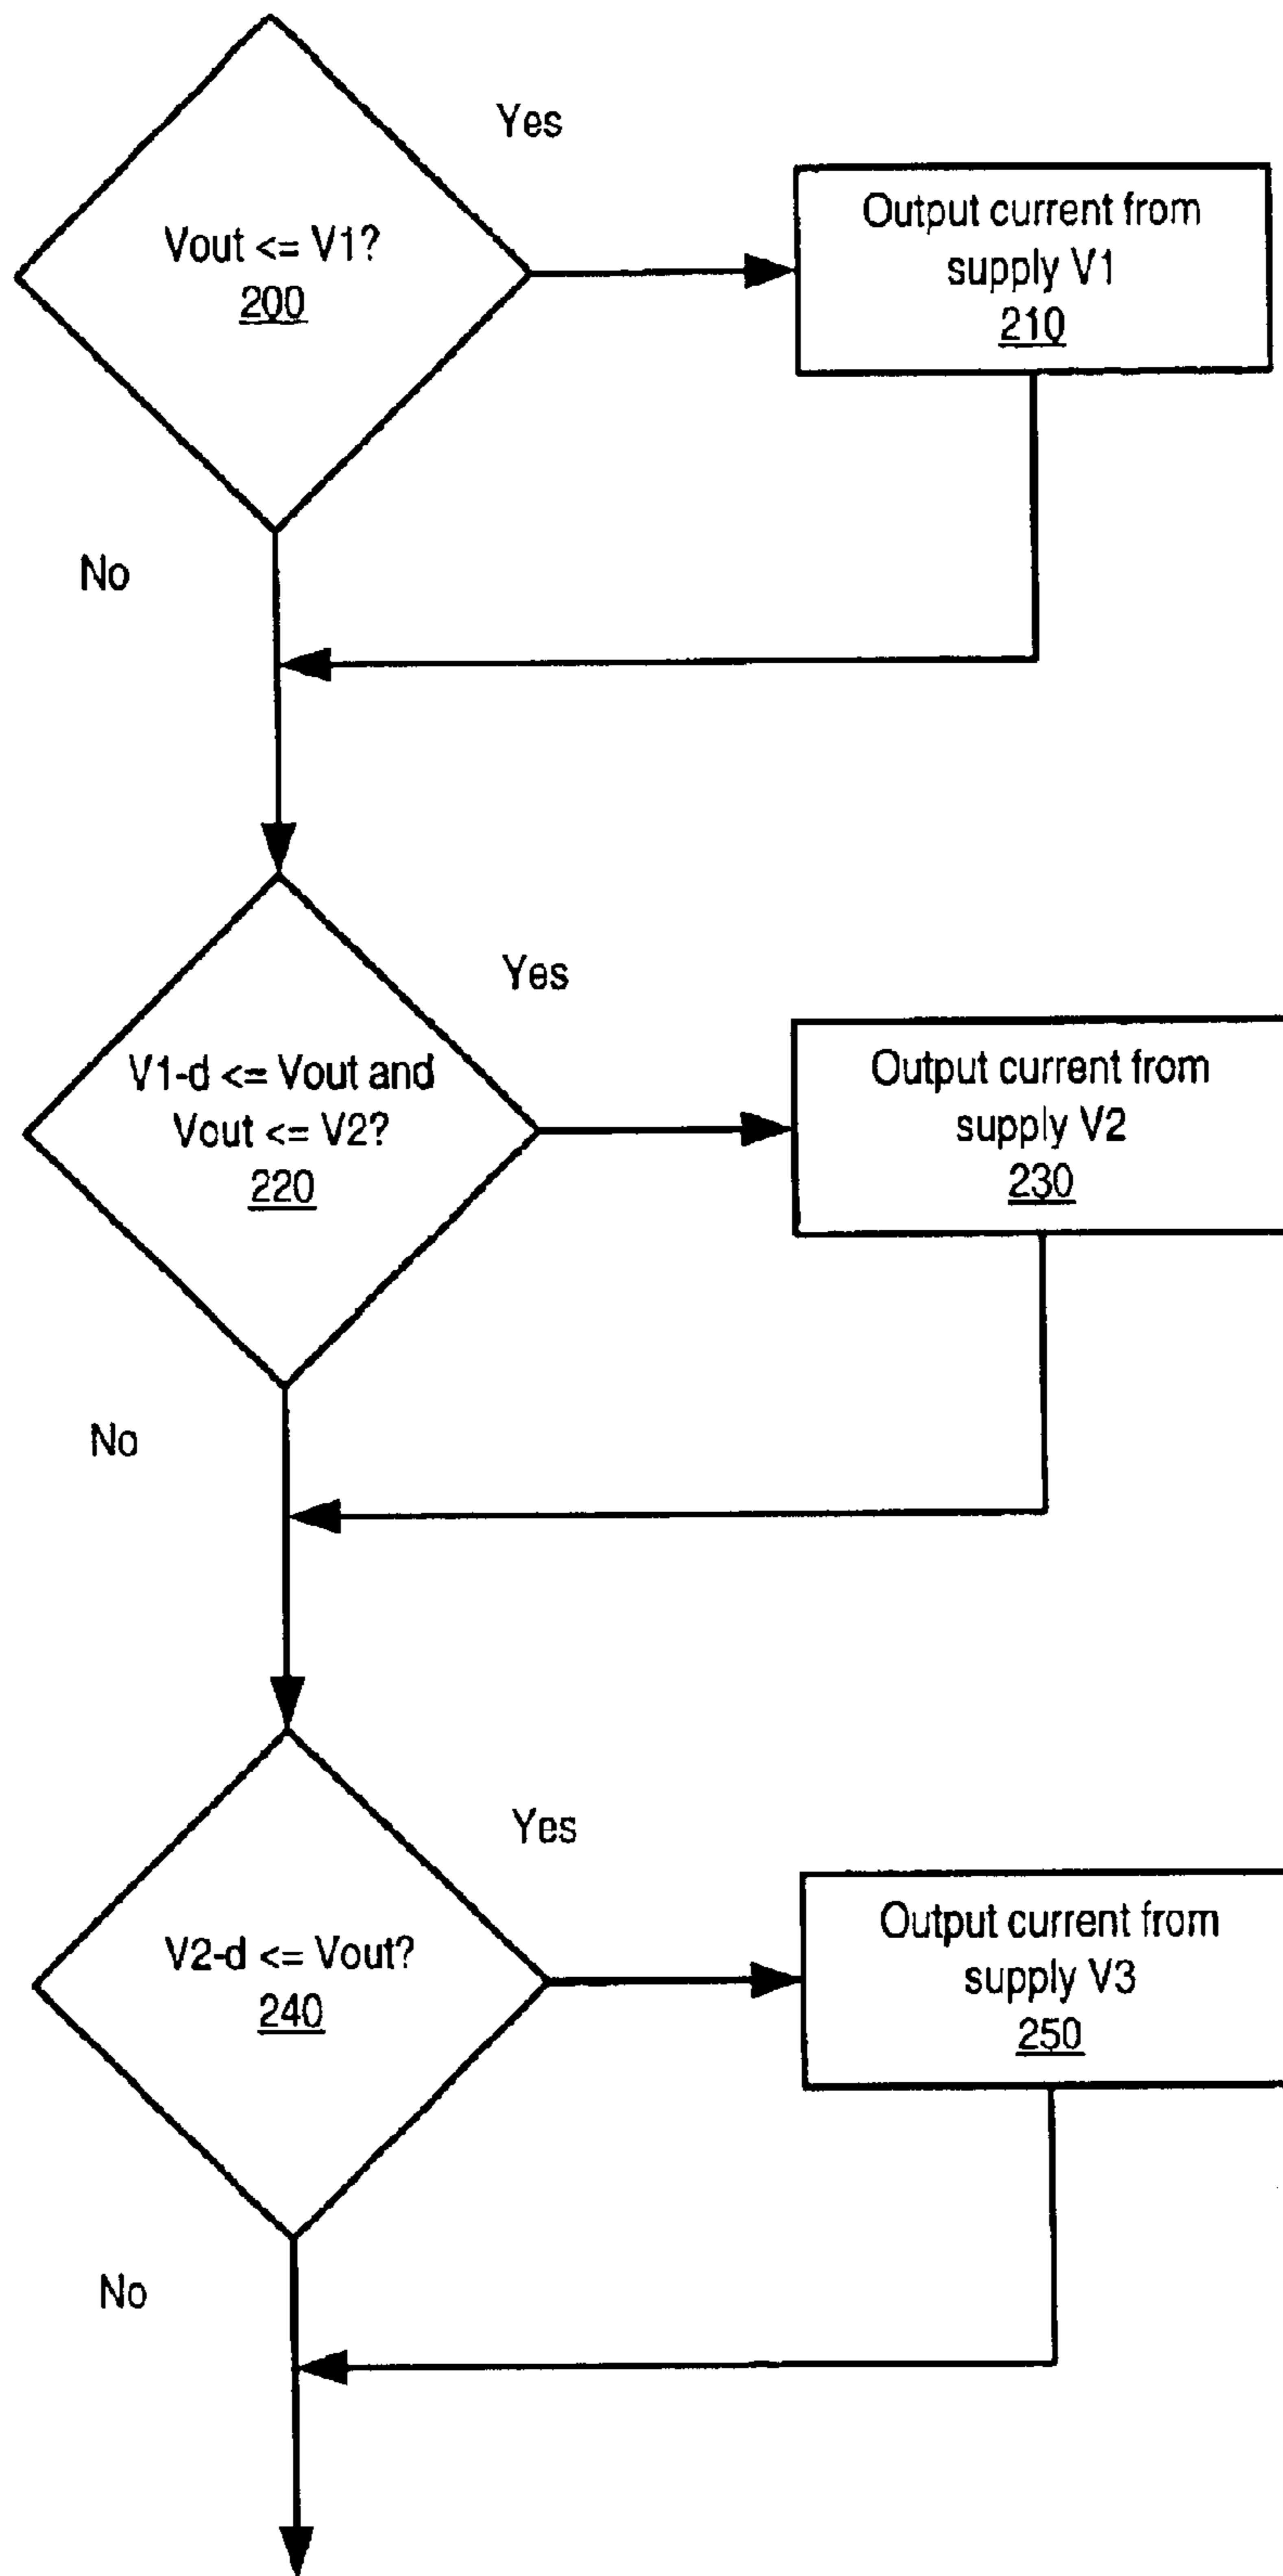 Yes
Vout <= V1?
200
Output current from
supply V1
210
No
Yes
V1-d <= Vout and
Vout <= V2?
220
Output current from
supply V2
230
No
Yes
V2-d <= Vout?
240
Output current from
supply V3
250
No